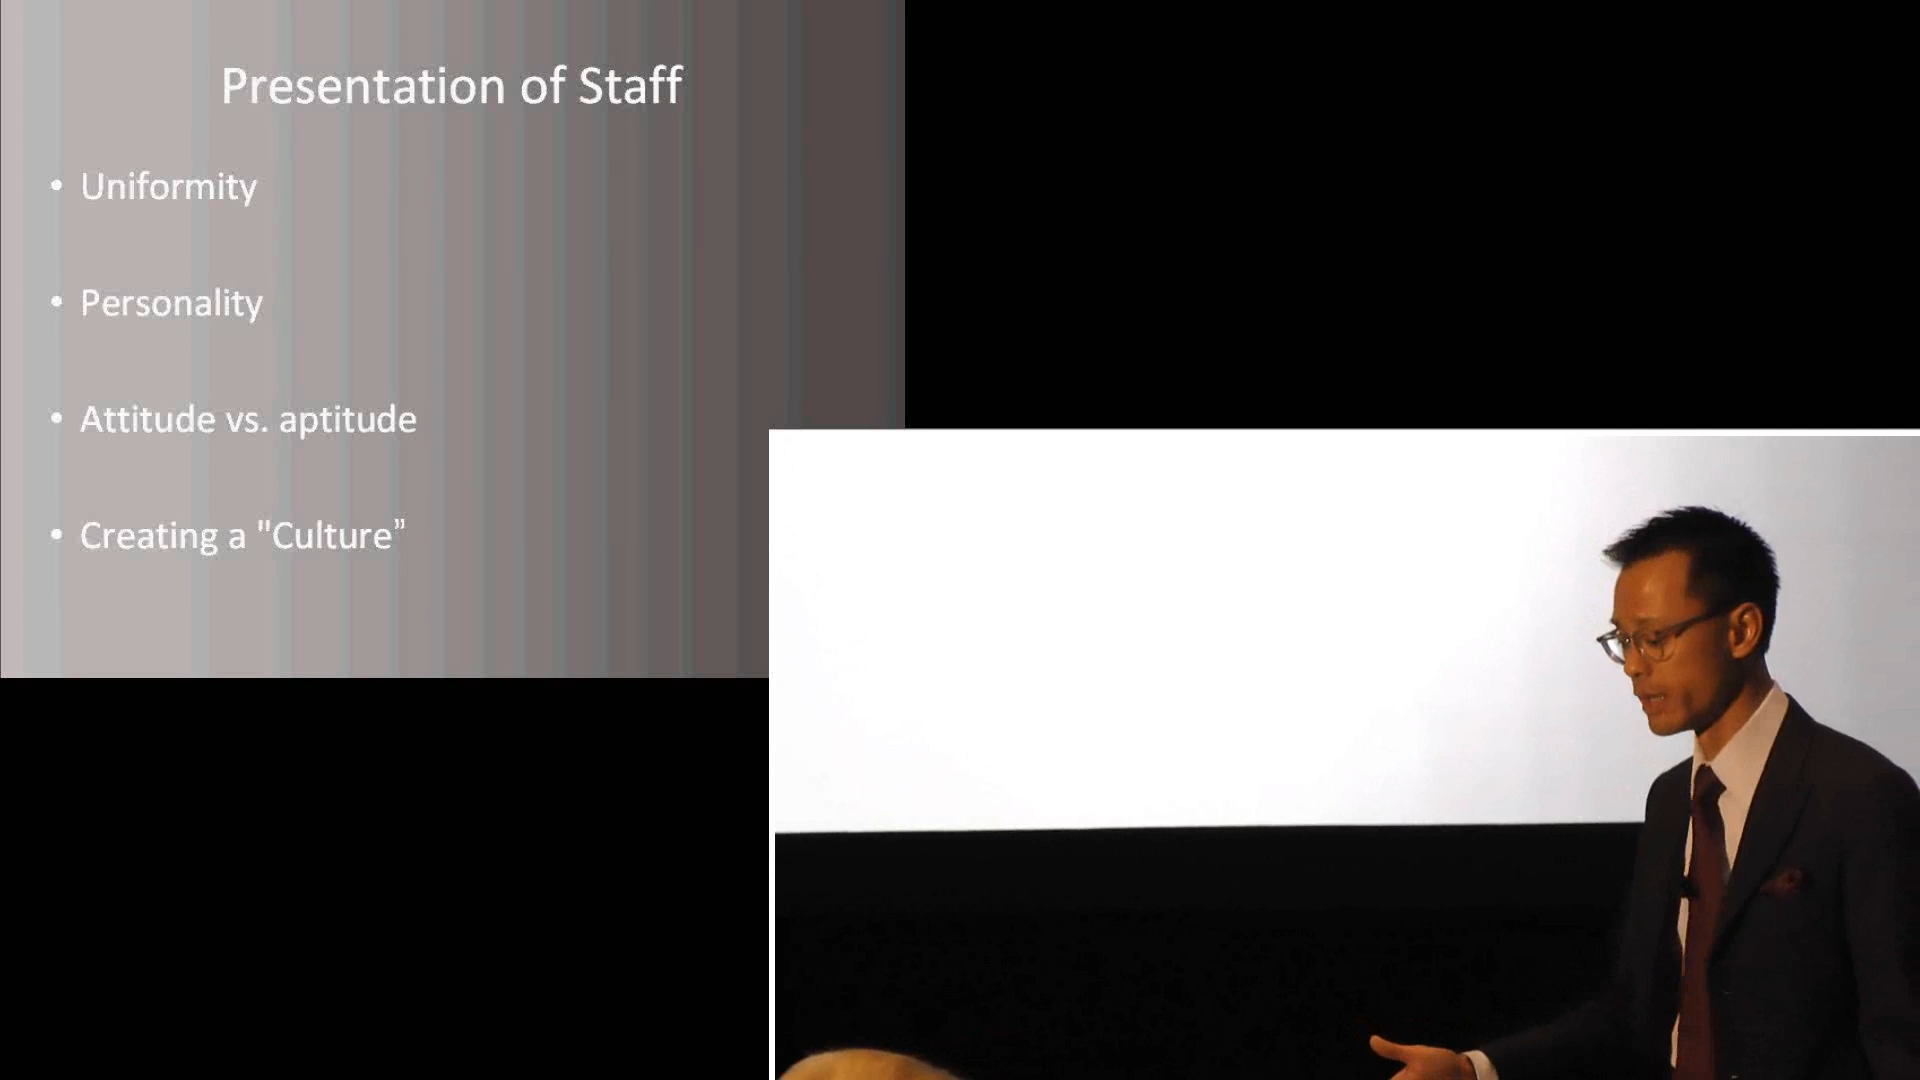 Presentation of Staff
• Uniformity
• Personality
• Attitude vs. aptitude
• Creating a "Culture”